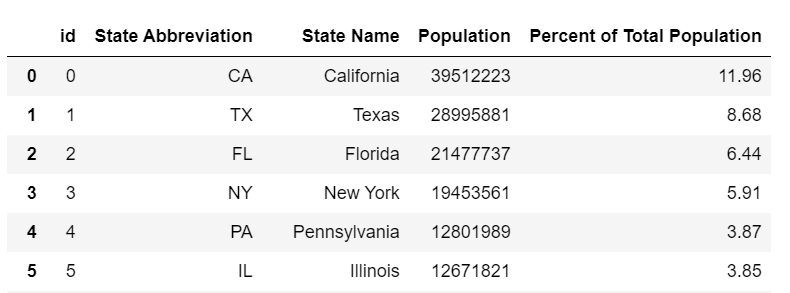 id State Abbreviation State Name Population Percent of Total Population
0 0 CA California 39512223 11.96
1 1 TX Texas 28995881 8.68
2 2 FL Florida 21477737 6.44
3 3 NY New York 19453561 5.91
4 4 PA Pennsylvania 12801989 3.87
5 5 IL Illinois 12671821 3.85